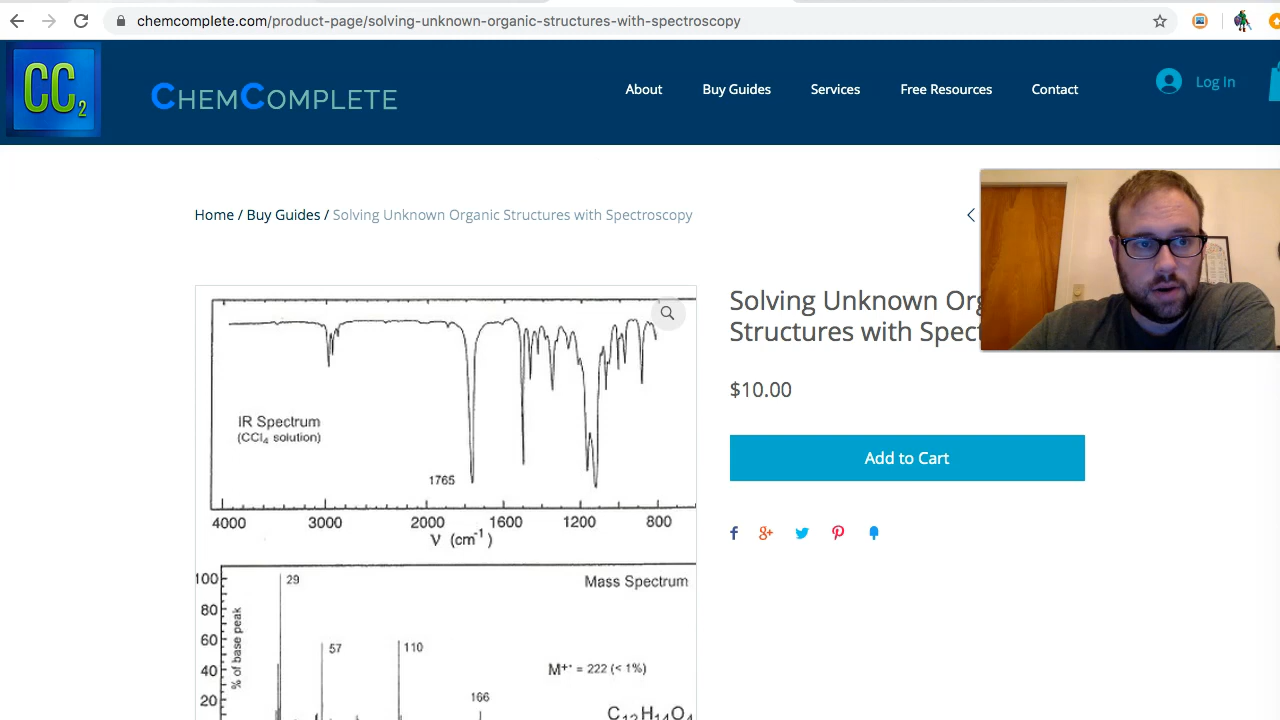 chemcomplete.com/product-page/solving-unknown-organic-structures-with-spectroscopy
CC2
CHEMCOMPLETE
About Buy Guides Services Free Resources Contact Log In
Home / Buy Guides / Solving Unknown Organic Structures with Spectroscopy
Solving Unknown Org
Structures with Spect
$10.00
Add to Cart
IR Spectrum
(CCl4 solution)
1765
4000 3000 2000 1600 1200 800
ν (cm-1)
Mass Spectrum
100
80
60
40
20
% of base peak
29
57
110
166
M+· = 222 (< 1%)
C12H14O4